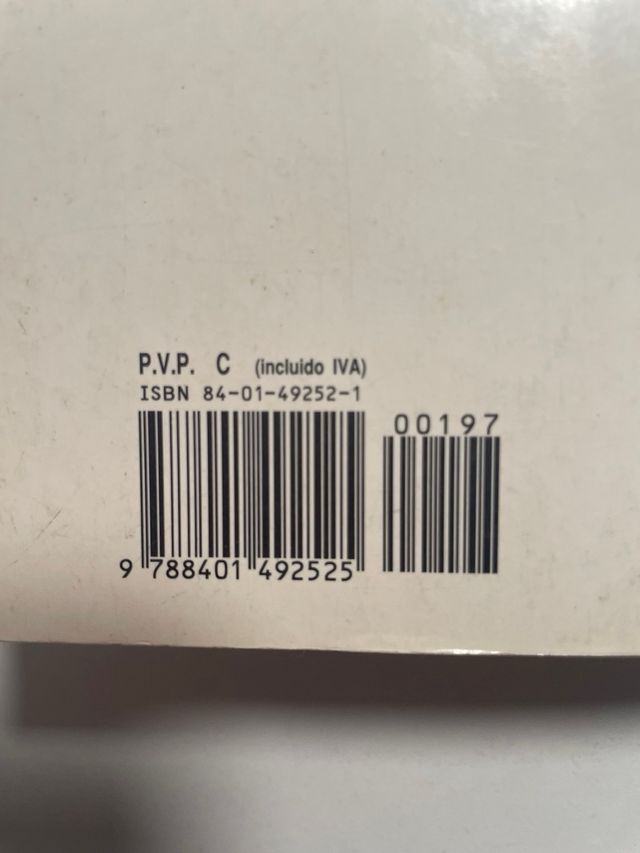 P.V.P. C (incluido IVA)
ISBN 84-01-49252-1
00197
9 788401 492525